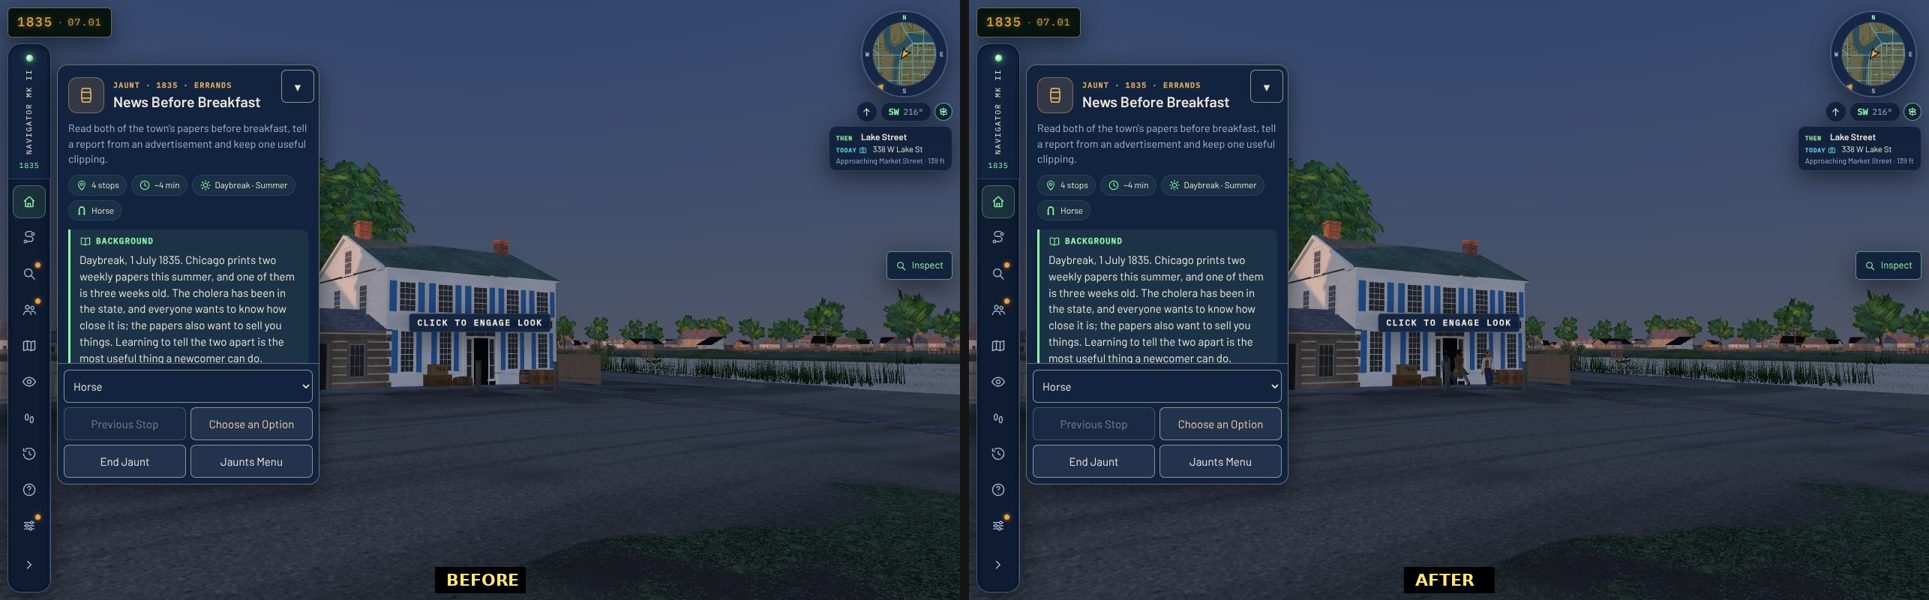 1835 · 07.01
NAVIGATOR MK II
1835
JAUNT · 1835 · ERRANDS
News Before Breakfast
Read both of the town's papers before breakfast, tell
a report from an advertisement and keep one useful
clipping.
4 stops
~4 min
Daybreak · Summer
Horse
BACKGROUND
Daybreak, 1 July 1835. Chicago prints two
weekly papers this summer, and one of them
is three weeks old. The cholera has been in
the state, and everyone wants to know how
close it is; the papers also want to sell you
things. Learning to tell the two apart is the
most useful thing a newcomer can do.
Horse
Previous Stop
Choose an Option
End Jaunt
Jaunts Menu
CLICK TO ENGAGE LOOK
N
W
E
S
SW 216°
THEN Lake Street
TODAY 338 W Lake St
Approaching Market Street · 139 ft
Inspect
BEFORE
1835 · 07.01
NAVIGATOR MK II
1835
JAUNT · 1835 · ERRANDS
News Before Breakfast
Read both of the town's papers before breakfast, tell
a report from an advertisement and keep one useful
clipping.
4 stops
~4 min
Daybreak · Summer
Horse
BACKGROUND
Daybreak, 1 July 1835. Chicago prints two
weekly papers this summer, and one of them
is three weeks old. The cholera has been in
the state, and everyone wants to know how
close it is; the papers also want to sell you
things. Learning to tell the two apart is the
most useful thing a newcomer can do.
Horse
Previous Stop
Choose an Option
End Jaunt
Jaunts Menu
CLICK TO ENGAGE LOOK
N
W
E
S
SW 216°
THEN Lake Street
TODAY 338 W Lake St
Approaching Market Street · 139 ft
Inspect
AFTER